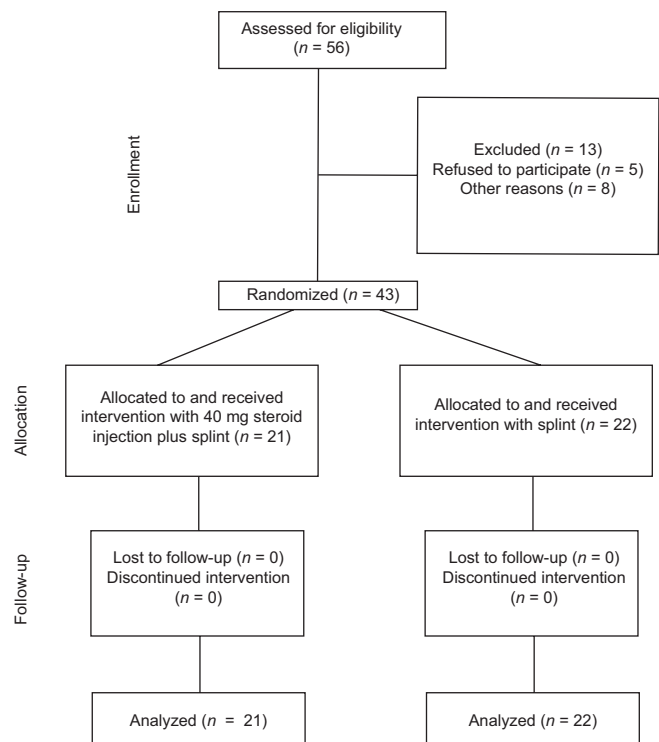 Assessed for eligibility
(n = 56)
Enrollment
Excluded (n = 13)
Refused to participate (n = 5)
Other reasons (n = 8)
Randomized (n = 43)
Allocation
Allocated to and received
intervention with 40 mg steroid
injection plus splint (n = 21)
Allocated to and received
intervention with splint (n = 22)
Follow-up
Lost to follow-up (n = 0)
Discontinued intervention
(n = 0)
Lost to follow-up (n = 0)
Discontinued intervention
(n = 0)
Analyzed (n = 21)
Analyzed (n = 22)